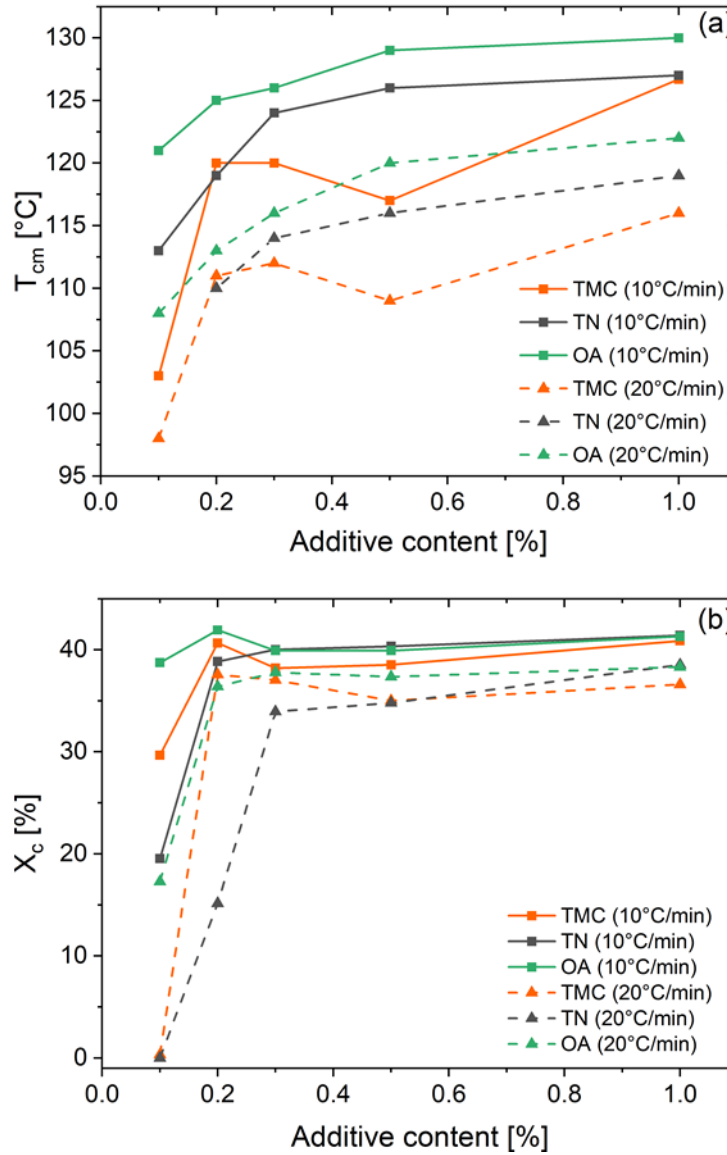 (a)
130
125
120
115
110
105
100
95
T_cm [°C]
0.0 0.2 0.4 0.6 0.8 1.0
Additive content [%]
TMC (10°C/min)
TN (10°C/min)
OA (10°C/min)
TMC (20°C/min)
TN (20°C/min)
OA (20°C/min)
(b)
40
30
20
10
0
X_c [%]
0.0 0.2 0.4 0.6 0.8 1.0
Additive content [%]
TMC (10°C/min)
TN (10°C/min)
OA (10°C/min)
TMC (20°C/min)
TN (20°C/min)
OA (20°C/min)